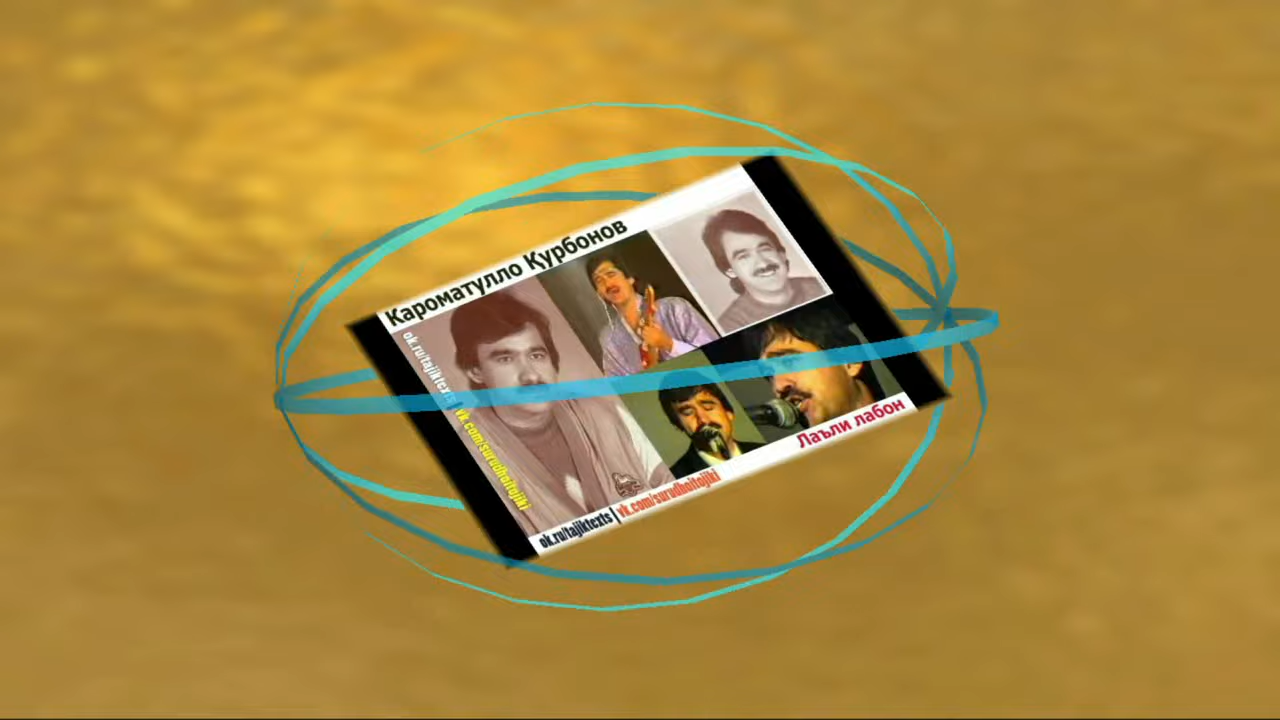 Кароматулло Қурбонов
ok.ru/tajiktexts | vk.com/surudhoitojiki
Лаъли лабон
ok.ru/tajiktexts | vk.com/surudhoitojiki